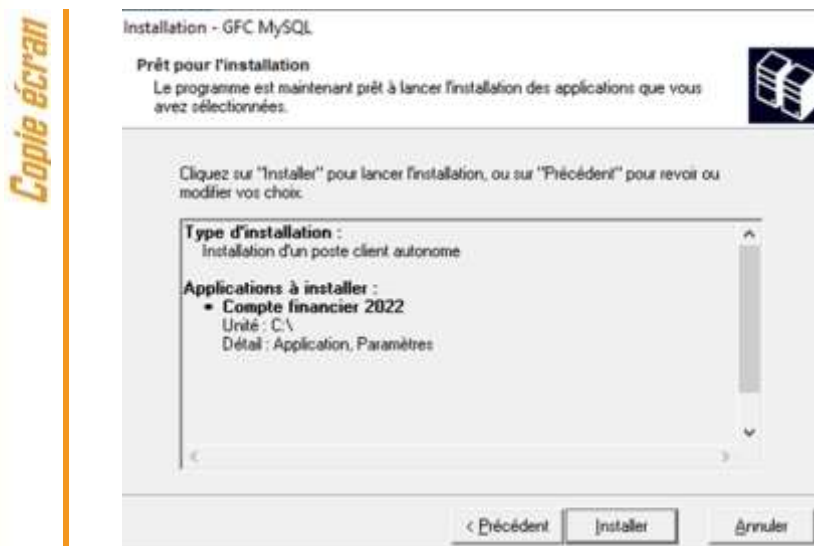 Copie écran
Installation - GFC MySQL
Prêt pour l'installation
Le programme est maintenant prêt à lancer l'installation des applications que vous
avez sélectionnées.
Cliquez sur "Installer" pour lancer l'installation, ou sur "Précédent" pour revoir ou
modifier vos choix.
Type d'installation :
Installation d'un poste client autonome
Applications à installer :
• Compte financier 2022
Unité : C:\
Détail : Application, Paramètres
< Précédent
Installer
Annuler